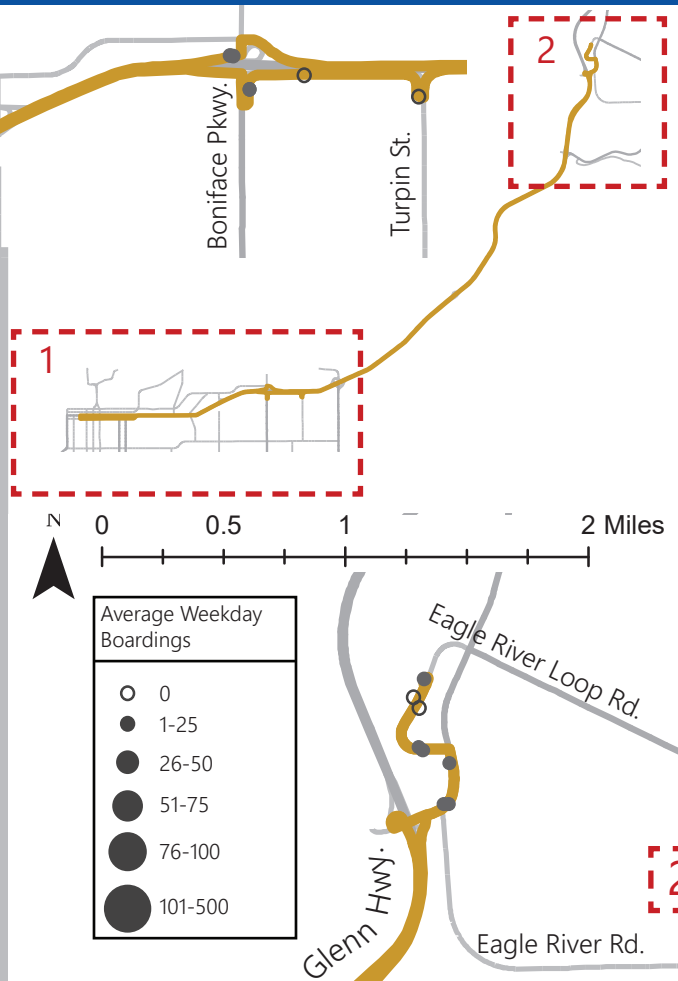 Boniface Pkwy.
Turpin St.
2
1
N
0 0.5 1 2 Miles
Average Weekday
Boardings
0
1-25
26-50
51-75
76-100
101-500
Eagle River Loop Rd.
Glenn Hwy.
Eagle River Rd.
2